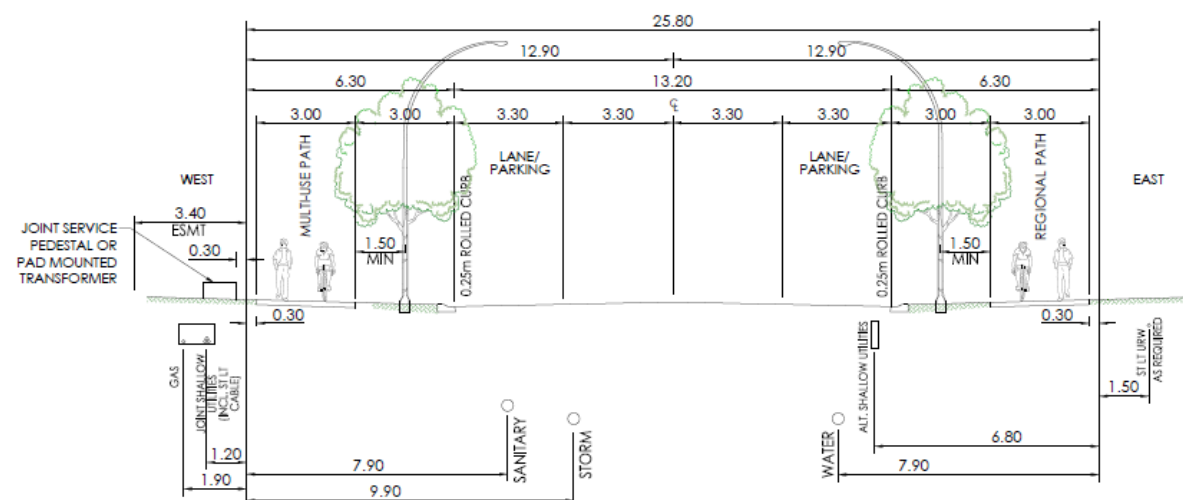 25.80
12.90
12.90
6.30
13.20
6.30
℄
3.00
3.00
3.30
3.30
3.30
3.30
3.00
3.00
WEST
MULTI-USE PATH
LANE/
PARKING
LANE/
PARKING
REGIONAL PATH
EAST
3.40
ESMT
JOINT SERVICE
PEDESTAL OR
PAD MOUNTED
TRANSFORMER
0.30
1.50
MIN
0.25m ROLLED CURB
0.25m ROLLED CURB
1.50
MIN
0.30
0.30
GAS
JOINT SHALLOW
UTILITIES
(INCL. ST LT
CABLE)
ALT. SHALLOW UTILITIES
ST LT URW
AS REQUIRED
1.50
SANITARY
STORM
WATER
1.20
7.90
6.80
1.90
9.90
7.90